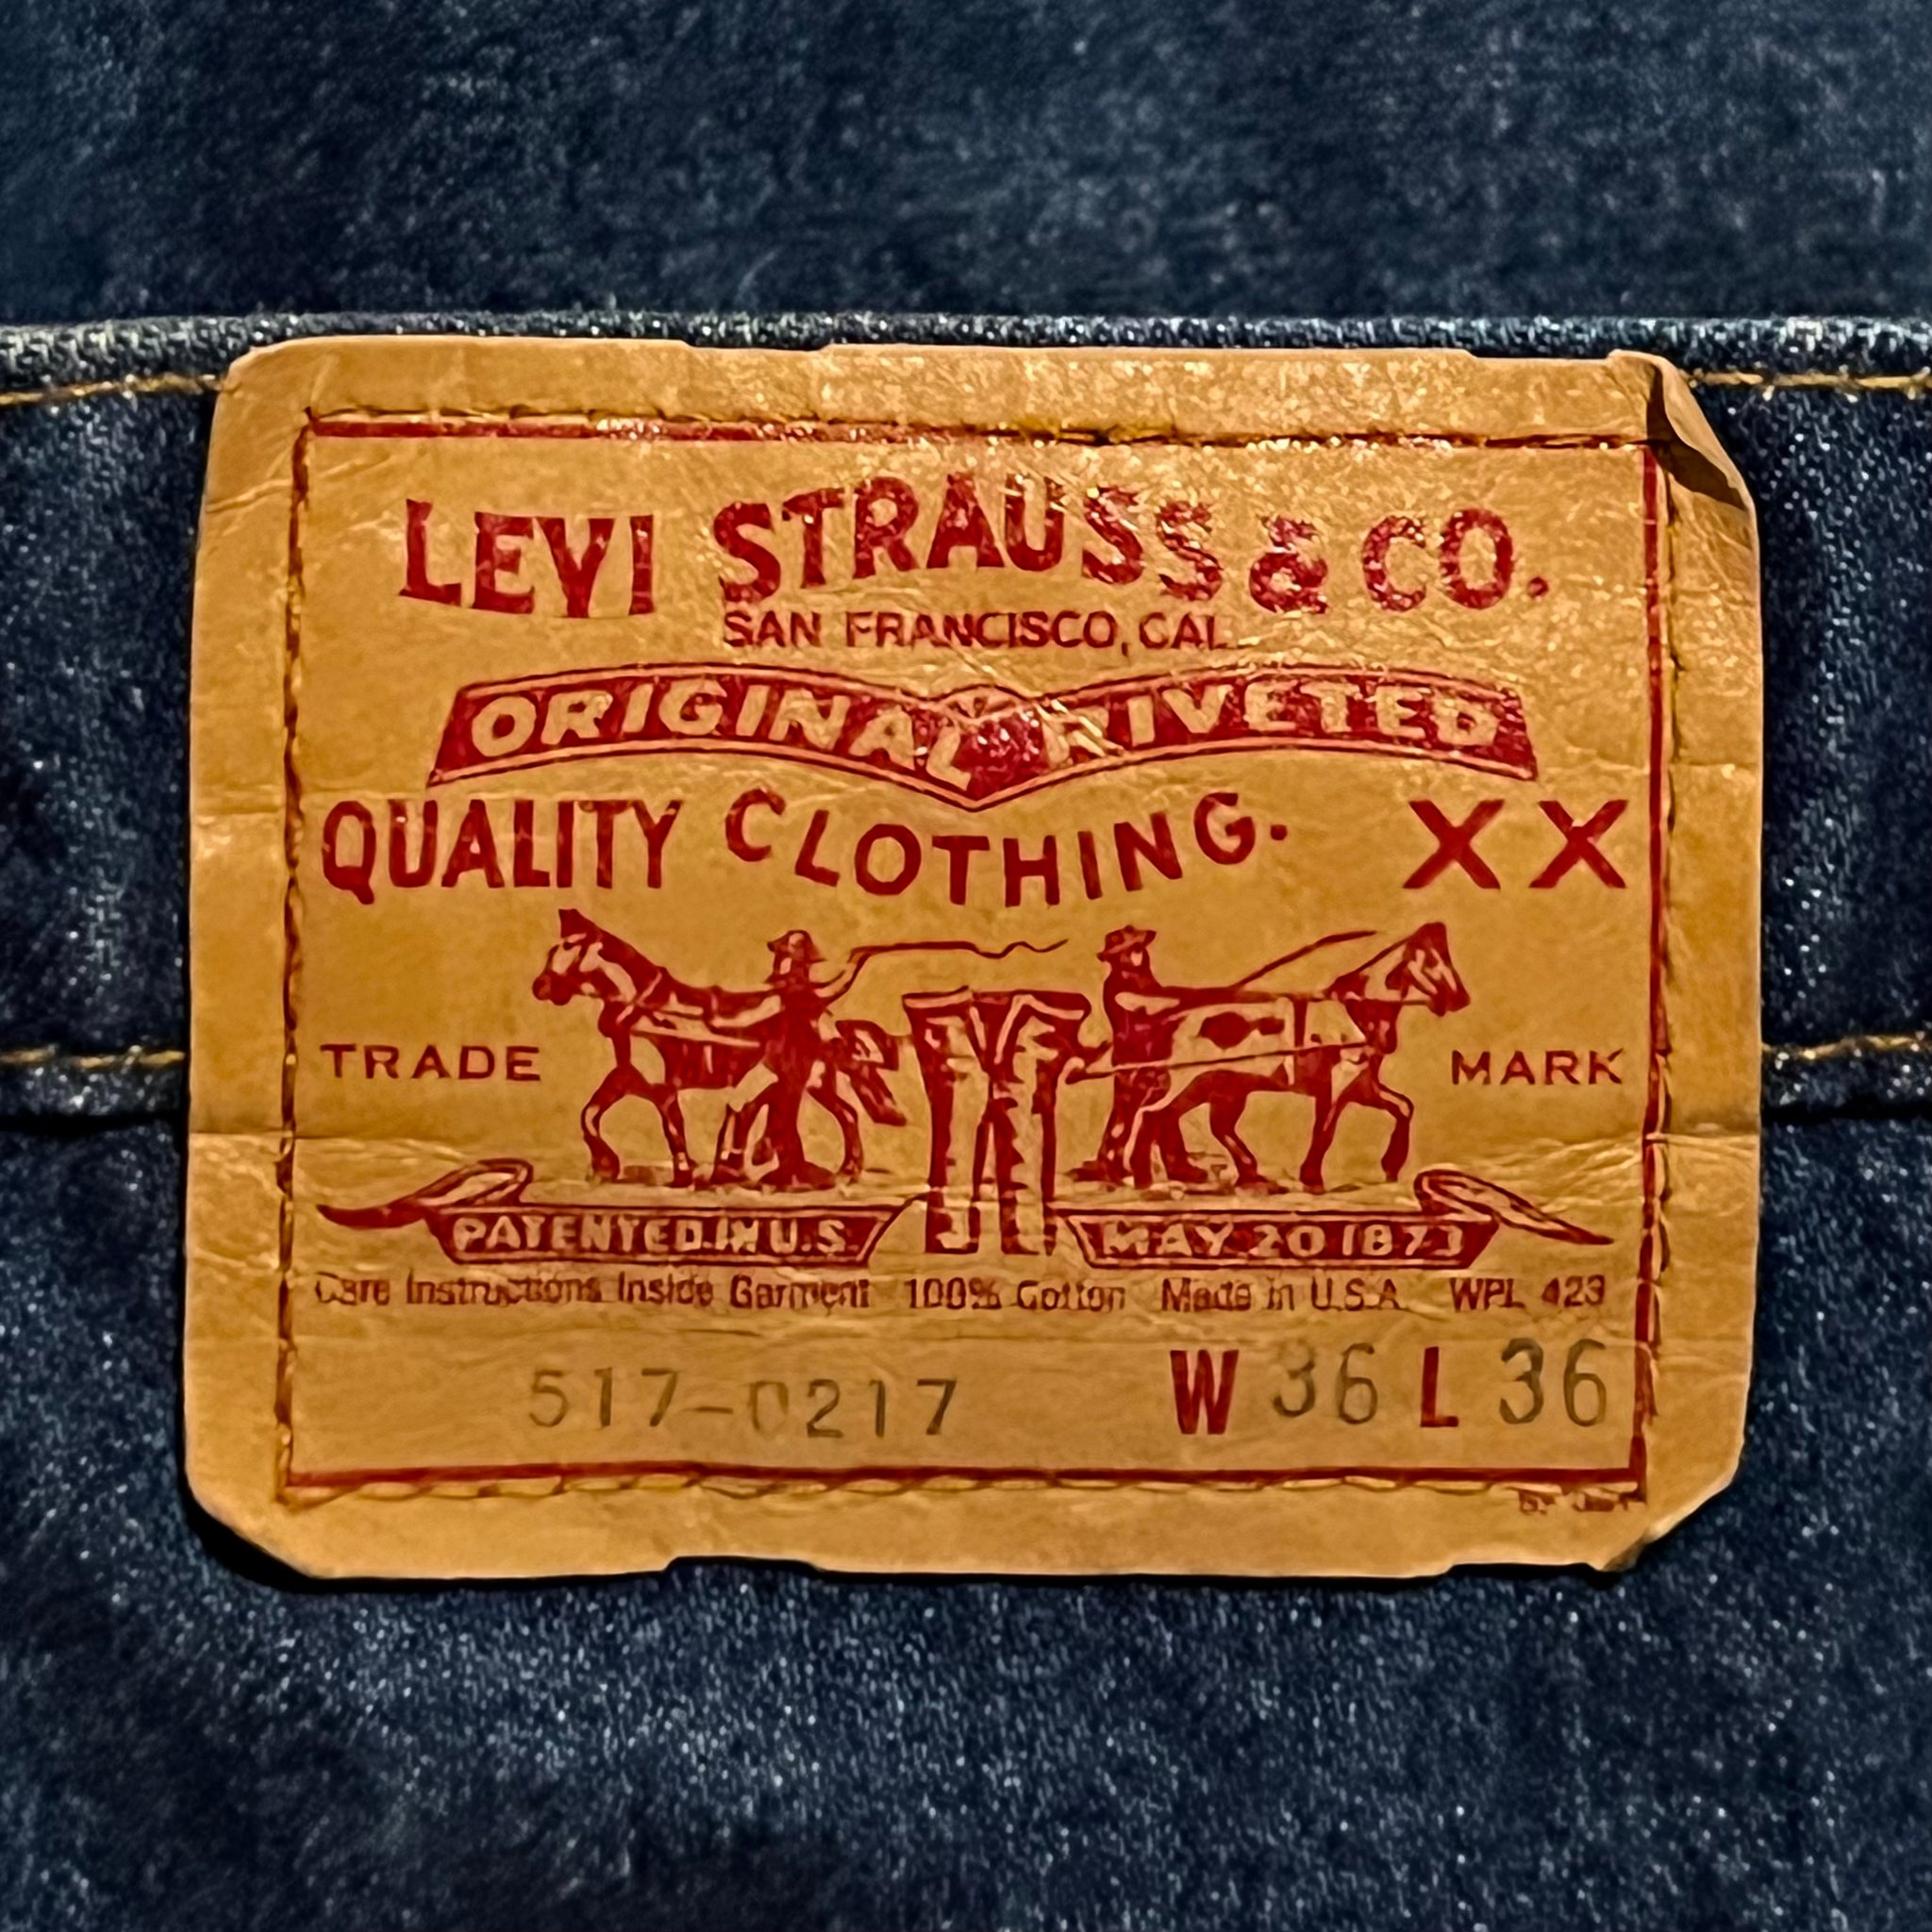 LEVI STRAUSS & CO.
SAN FRANCISCO, CAL.
ORIGINAL RIVETED
QUALITY CLOTHING. XX
TRADE MARK
PATENTED IN U.S. MAY 20 1873
Care Instructions Inside Garment 100% Cotton Made in U.S.A. WPL 423
517-0217 W 36 L 36